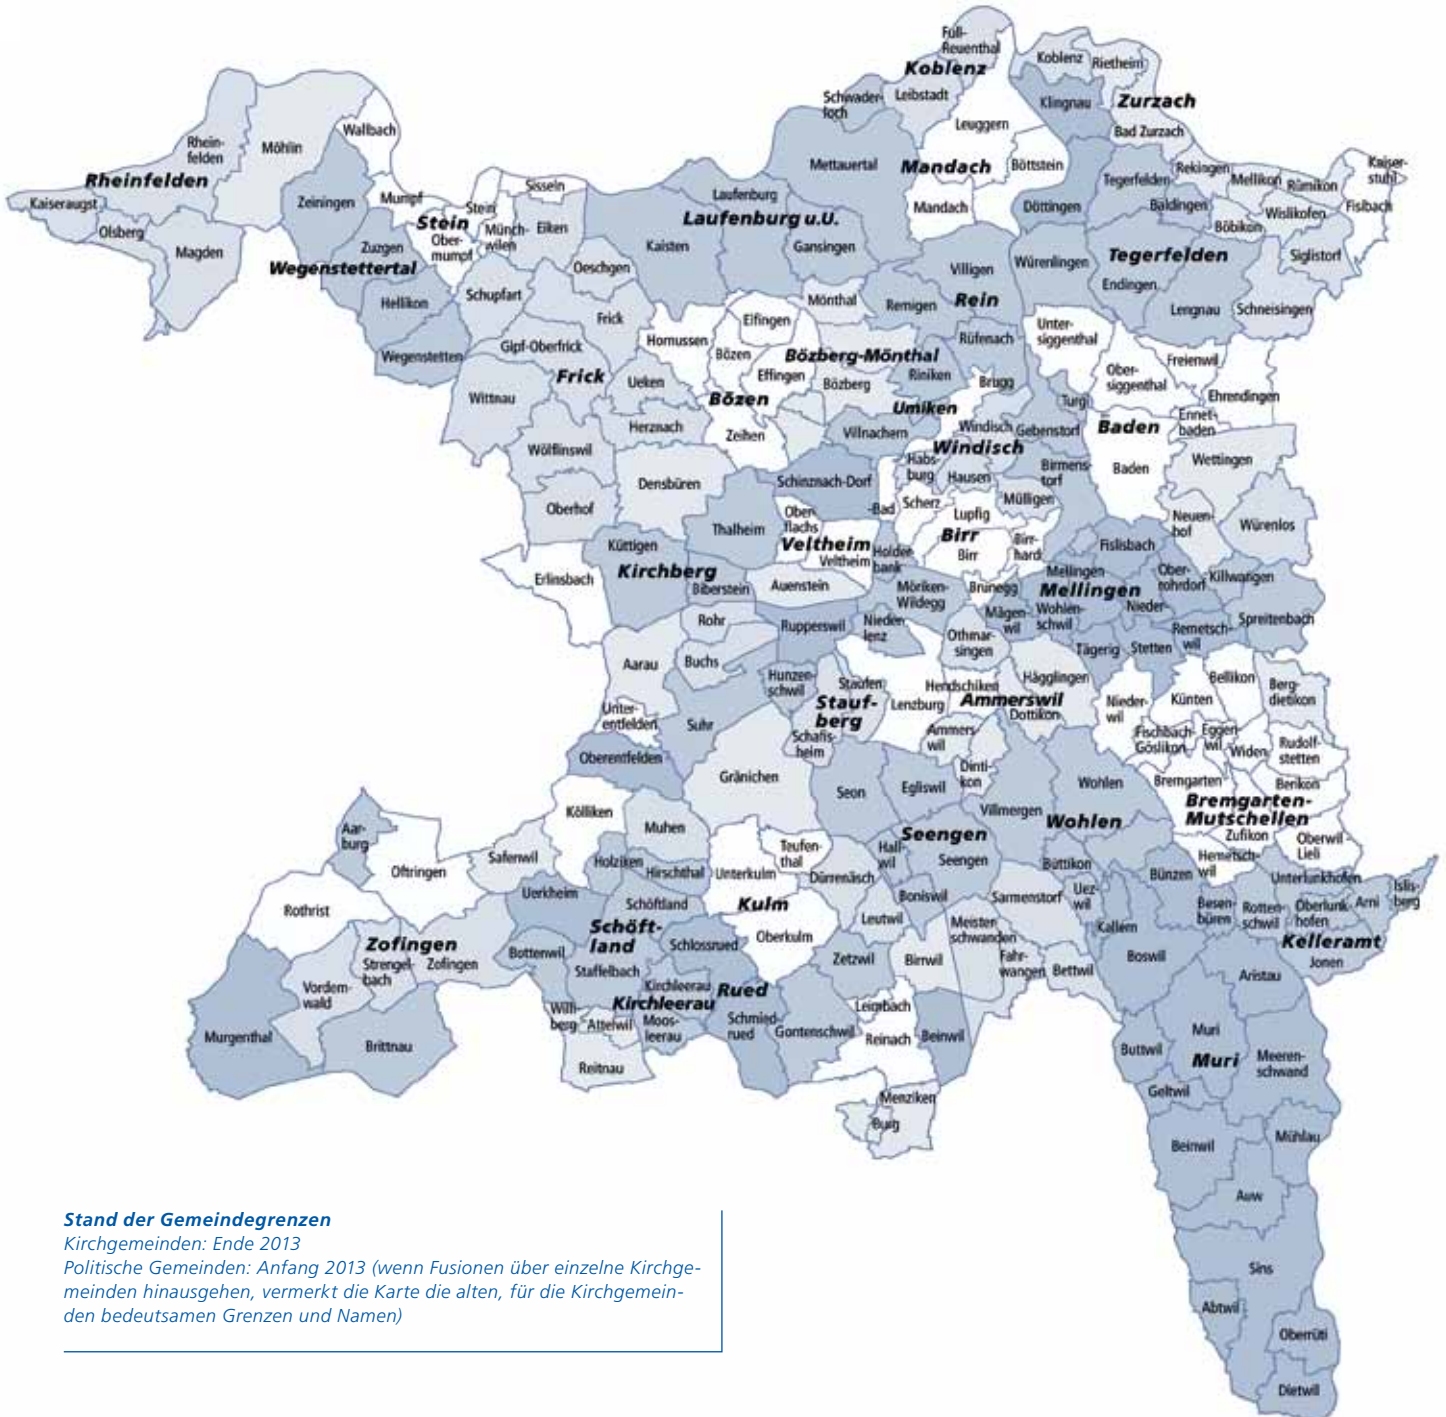 Full-
Reuenthal
Koblenz
Koblenz
Rietheim
Schwader-
loch
Leibstadt
Klingnau
Zurzach
Leuggern
Bad Zurzach
Wallbach
Rhein-
felden
Möhlin
Mettauertal
Mandach
Böttstein
Rekingen
Kaiser-
stuhl
Rheinfelden
Tegerfelden
Mellikon
Rümikon
Sisseln
Laufenburg
Kaiseraugst
Zeiningen
Mumpf
Stein
Mandach
Döttingen
Baldingen
Wislikofen
Fisibach
Stein
Laufenburg u.U.
Olsberg
Münch-
wilen
Eiken
Böbikon
Magden
Zuzgen
Ober-
mumpf
Kaisten
Gansingen
Siglistorf
Wegenstettertal
Oeschgen
Villigen
Würenlingen
Tegerfelden
Endingen
Hellikon
Schupfart
Mönthal
Remigen
Rein
Lengnau
Schneisingen
Frick
Elfingen
Hornussen
Rüfenach
Unter-
siggenthal
Wegenstetten
Gipf-Oberfrick
Bözen
Bözberg-Mönthal
Freienwil
Frick
Ueken
Effingen
Bözberg
Riniken
Brugg
Ober-
siggenthal
Wittnau
Bözen
Umiken
Turgi
Ehrendingen
Herznach
Zeihen
Villnachern
Windisch
Gebenstorf
Baden
Ennet-
baden
Wölflinswil
Windisch
Habs-
burg
Hausen
Birmens-
torf
Baden
Wettingen
Densbüren
Schinznach-Dorf
-Bad
Scherz
Mülligen
Oberhof
Thalheim
Ober-
flachs
Lupfig
Neuen-
hof
Würenlos
Küttigen
Veltheim
Veltheim
Holder-
bank
Birr
Birr
Birr-
hard
Fislisbach
Erlinsbach
Kirchberg
Biberstein
Auenstein
Möriken-
Wildegg
Brunegg
Mellingen
Mellingen
Ober-
rohrdorf
Killwangen
Rohr
Rupperswil
Nieder-
lenz
Mägen-
wil
Wohlen-
schwil
Nieder-
Remetsch-
wil
Spreitenbach
Othmar-
singen
Aarau
Buchs
Tägerig
Stetten
Hunzen-
schwil
Staufen
Hendschiken
Hägglingen
Bellikon
Berg-
dietikon
Unter-
entfelden
Suhr
Stauf-
berg
Lenzburg
Ammerswil
Dottikon
Nieder-
wil
Künten
Schafis-
heim
Ammers
wil
Fischbach-
Göslikon
Eggen-
wil
Widen
Rudolf-
stetten
Oberentfelden
Gränichen
Dinti-
kon
Seon
Egliswil
Wohlen
Bremgarten
Berikon
Kölliken
Villmergen
Bremgarten-
Mutschellen
Aar-
burg
Muhen
Seengen
Wohlen
Zufikon
Oberwil-
Lieli
Oftringen
Safenwil
Holziken
Teufen-
thal
Hall-
wil
Seengen
Büttikon
Hermetsch-
wil
Hirschthal
Unterkulm
Dürrenäsch
Bünzen
Unterlunkhofen
Uerkheim
Boniswil
Sarmenstorf
Uez-
wil
Islis-
berg
Rothrist
Schöftland
Kulm
Leutwil
Besen-
büren
Rotten-
schwil
Oberlunk-
hofen
Arni
Zofingen
Schöft-
land
Schlossrued
Oberkulm
Meister-
schwanden
Kallern
Kelleramt
Strengel-
bach
Zofingen
Bottenwil
Staffelbach
Zetzwil
Birrwil
Fahr-
wangen
Bettwil
Boswil
Jonen
Vordem-
wald
Kirchleerau
Rued
Aristau
Kirchleerau
Wili-
berg
Attelwil
Moos-
leerau
Schmied-
rued
Gontenschwil
Leimbach
Murgenthal
Brittnau
Reinach
Beinwil
Muri
Buttwil
Muri
Meeren-
schwand
Reitnau
Geltwil
Menziken
Burg
Beinwil
Mühlau
Auw
Sins
Abtwil
Oberrüti
Dietwil
Stand der Gemeindegrenzen
Kirchgemeinden: Ende 2013
Politische Gemeinden: Anfang 2013 (wenn Fusionen über einzelne Kirchge-
meinden hinausgehen, vermerkt die Karte die alten, für die Kirchgemein-
den bedeutsamen Grenzen und Namen)